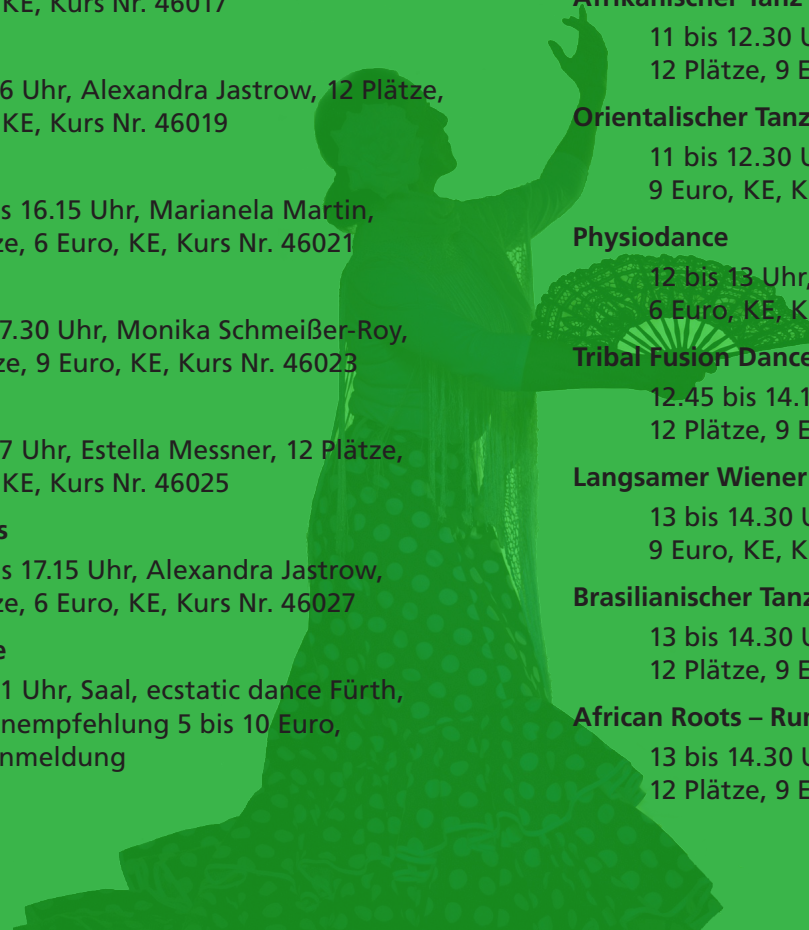 KE, Kurs Nr. 46017
6 Uhr, Alexandra Jastrow, 12 Plätze,
KE, Kurs Nr. 46019
s 16.15 Uhr, Marianela Martin,
ze, 6 Euro, KE, Kurs Nr. 46021
7.30 Uhr, Monika Schmeißer-Roy,
ze, 9 Euro, KE, Kurs Nr. 46023
7 Uhr, Estella Messner, 12 Plätze,
KE, Kurs Nr. 46025
s
s 17.15 Uhr, Alexandra Jastrow,
ze, 6 Euro, KE, Kurs Nr. 46027
e
1 Uhr, Saal, ecstatic dance Fürth,
nempfehlung 5 bis 10 Euro,
nmeldung
Afrikanischer Tanz
11 bis 12.30 U
12 Plätze, 9 E
Orientalischer Tanz
11 bis 12.30 U
9 Euro, KE, K
Physiodance
12 bis 13 Uhr,
6 Euro, KE, K
Tribal Fusion Dance
12.45 bis 14.1
12 Plätze, 9 E
Langsamer Wiener
13 bis 14.30 U
9 Euro, KE, K
Brasilianischer Tanz
13 bis 14.30 U
12 Plätze, 9 E
African Roots – Ru
13 bis 14.30 U
12 Plätze, 9 E